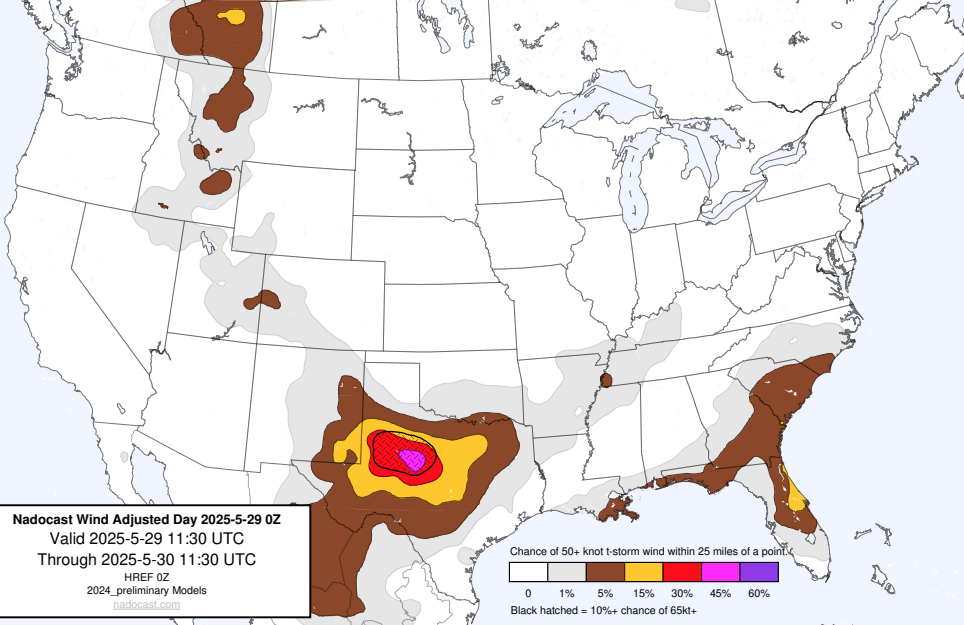 Nadocast Wind Adjusted Day 2025-5-29 0Z
Valid 2025-5-29 11:30 UTC
Through 2025-5-30 11:30 UTC
HREF 0Z
2024_preliminary Models
nadocast.com
Chance of 50+ knot t-storm wind within 25 miles of a point.
0 1% 5% 15% 30% 45% 60%
Black hatched = 10%+ chance of 65kt+